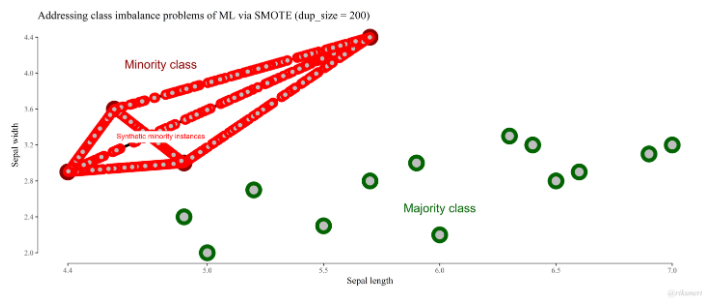 Addressing class imbalance problems of ML via SMOTE (dup_size = 200)
4.4
Minority class
4.0
3.6
Synthetic minority instances
Sepal width
3.2
2.8
Majority class
2.4
2.0
4.4 5.0 5.5 6.0 6.5 7.0
Sepal length